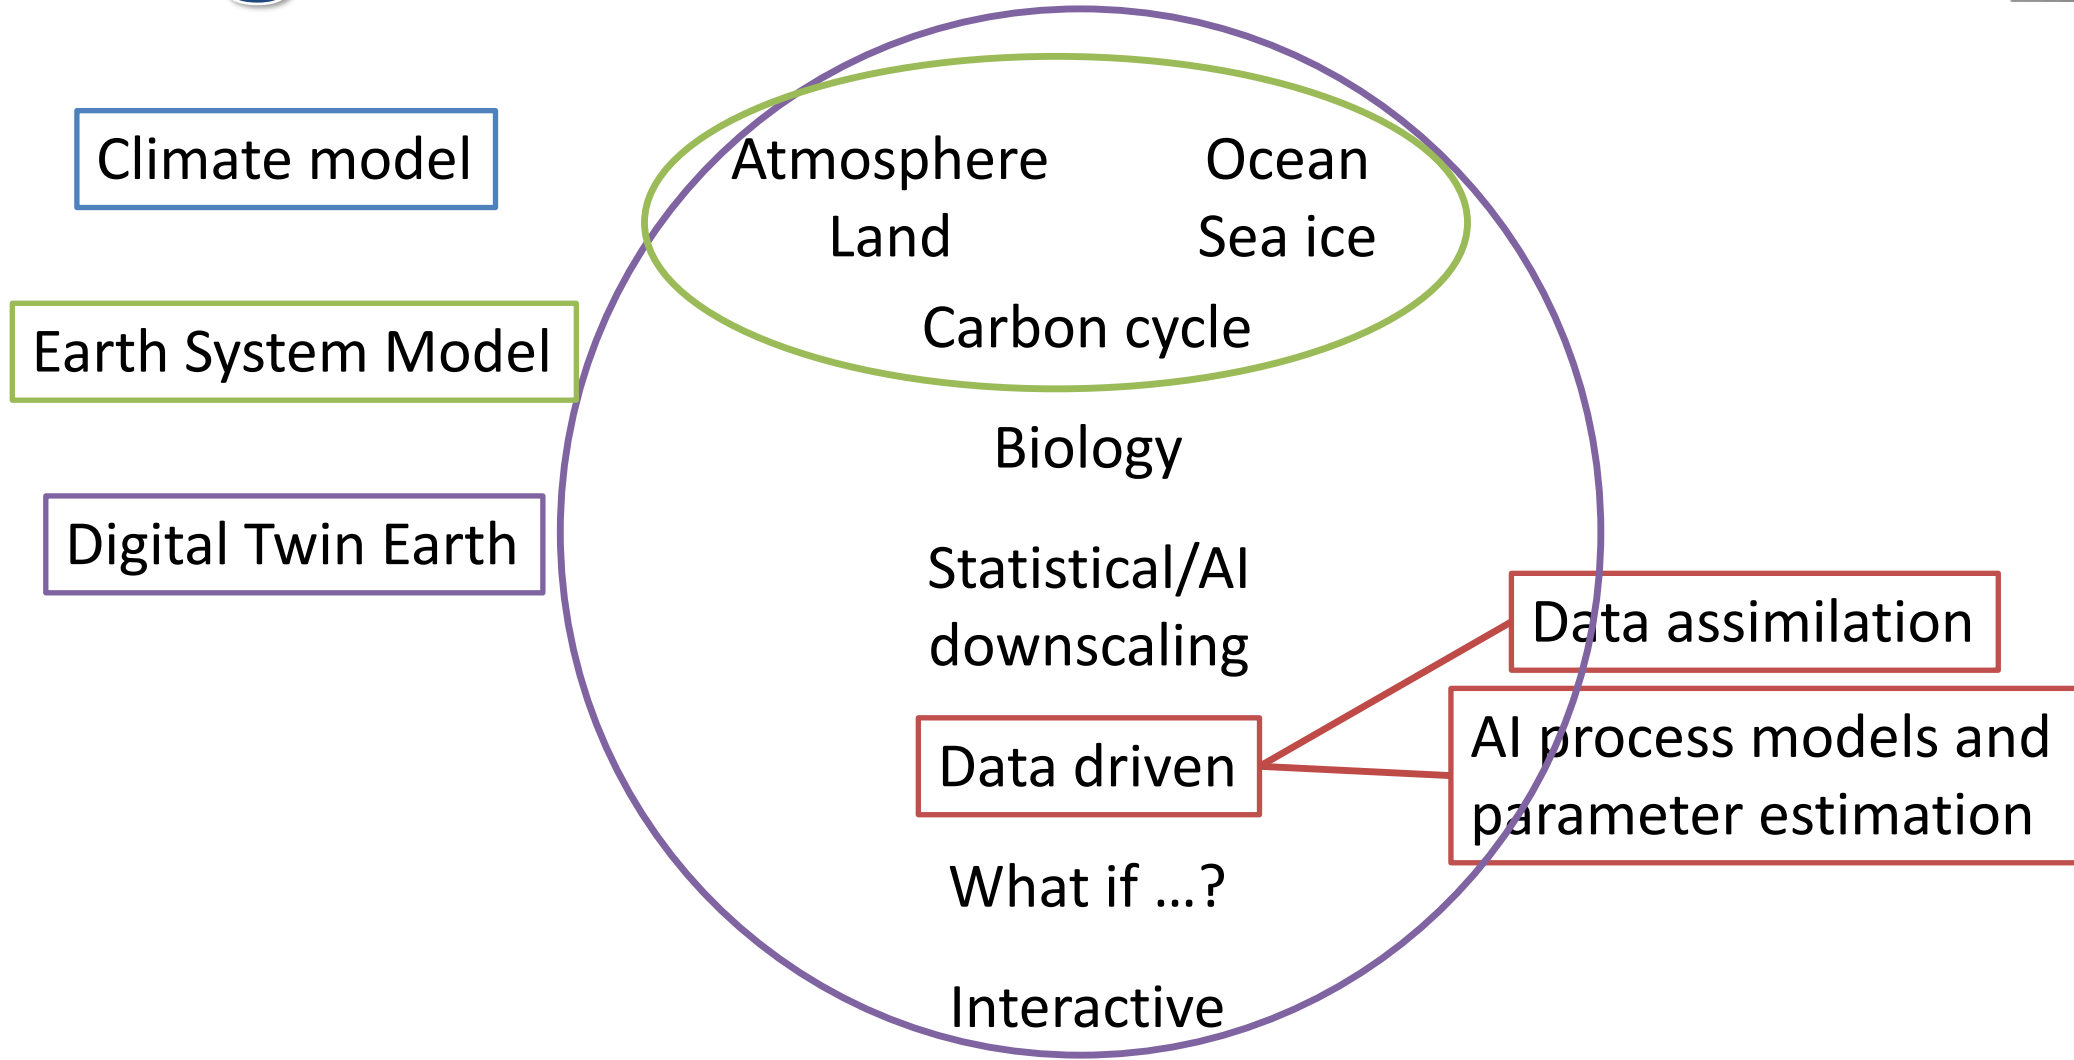 Climate model
Atmosphere
Ocean
Land
Sea ice
Earth System Model
Carbon cycle
Biology
Digital Twin Earth
Statistical/AI
downscaling
Data assimilation
Data driven
AI process models and
parameter estimation
What if ...?
Interactive